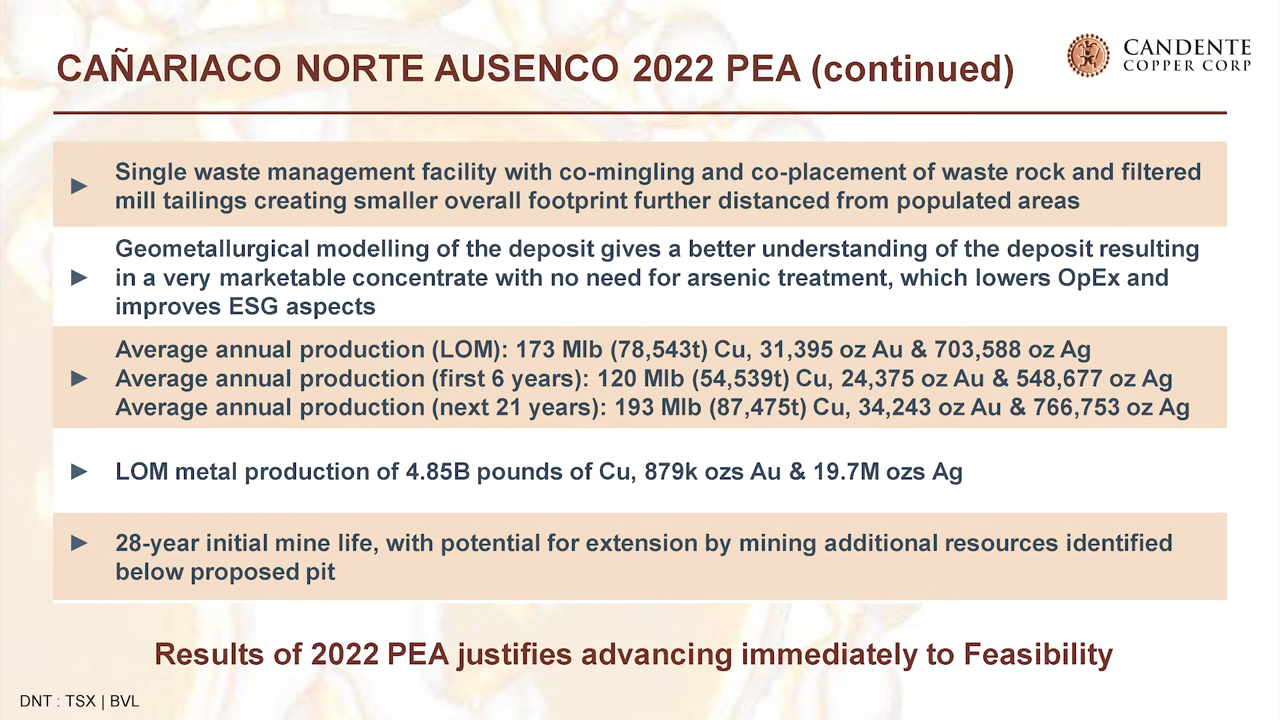 CAÑARIACO NORTE AUSENCO 2022 PEA (continued)
CANDENTE
COPPER CORP
► Single waste management facility with co-mingling and co-placement of waste rock and filtered
mill tailings creating smaller overall footprint further distanced from populated areas
Geometallurgical modelling of the deposit gives a better understanding of the deposit resulting
► in a very marketable concentrate with no need for arsenic treatment, which lowers OpEx and
improves ESG aspects
Average annual production (LOM): 173 Mlb (78,543t) Cu, 31,395 oz Au & 703,588 oz Ag
► Average annual production (first 6 years): 120 Mlb (54,539t) Cu, 24,375 oz Au & 548,677 oz Ag
Average annual production (next 21 years): 193 Mlb (87,475t) Cu, 34,243 oz Au & 766,753 oz Ag
► LOM metal production of 4.85B pounds of Cu, 879k ozs Au & 19.7M ozs Ag
► 28-year initial mine life, with potential for extension by mining additional resources identified
below proposed pit
Results of 2022 PEA justifies advancing immediately to Feasibility
DNT : TSX | BVL